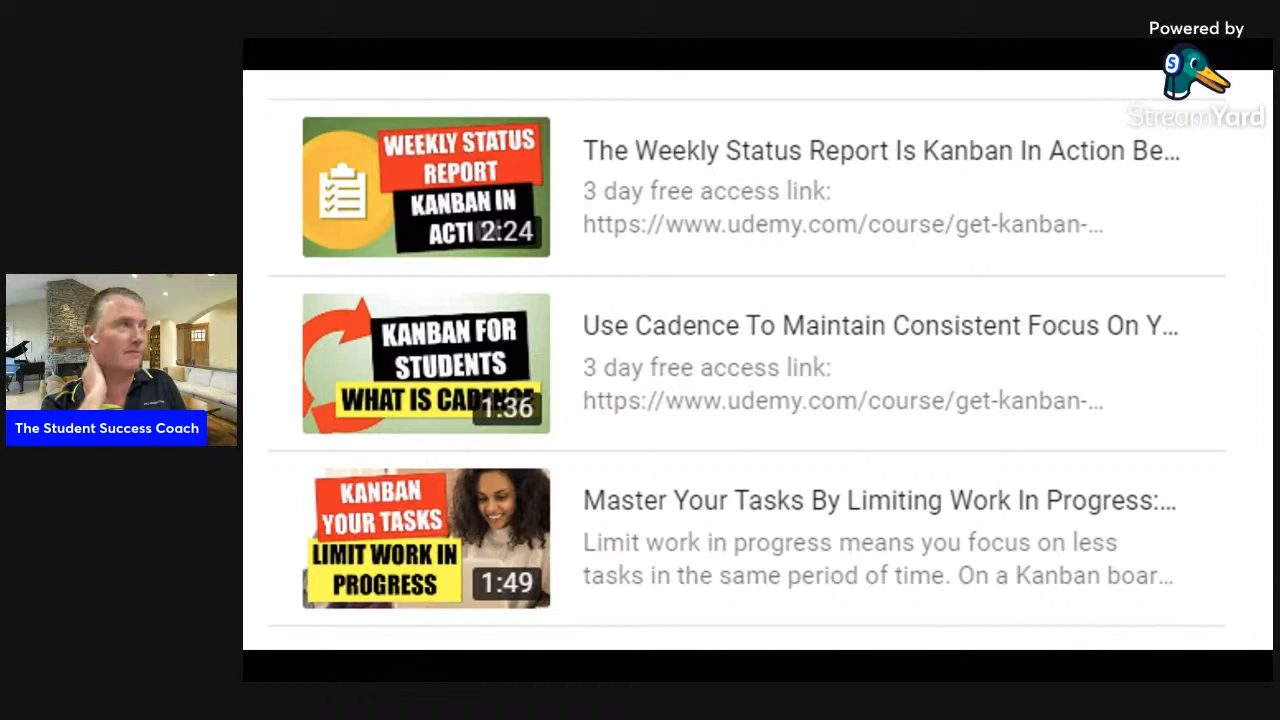 Powered by
S
StreamYard
WEEKLY STATUS
REPORT
KANBAN IN
ACTI
2:24
The Weekly Status Report Is Kanban In Action Be...
3 day free access link:
https://www.udemy.com/course/get-kanban-...
KANBAN FOR
STUDENTS
WHAT IS CADENCE
1:36
Use Cadence To Maintain Consistent Focus On Y...
3 day free access link:
https://www.udemy.com/course/get-kanban-...
The Student Success Coach
KANBAN
YOUR TASKS
LIMIT WORK IN
PROGRESS
1:49
Master Your Tasks By Limiting Work In Progress:...
Limit work in progress means you focus on less
tasks in the same period of time. On a Kanban boar...